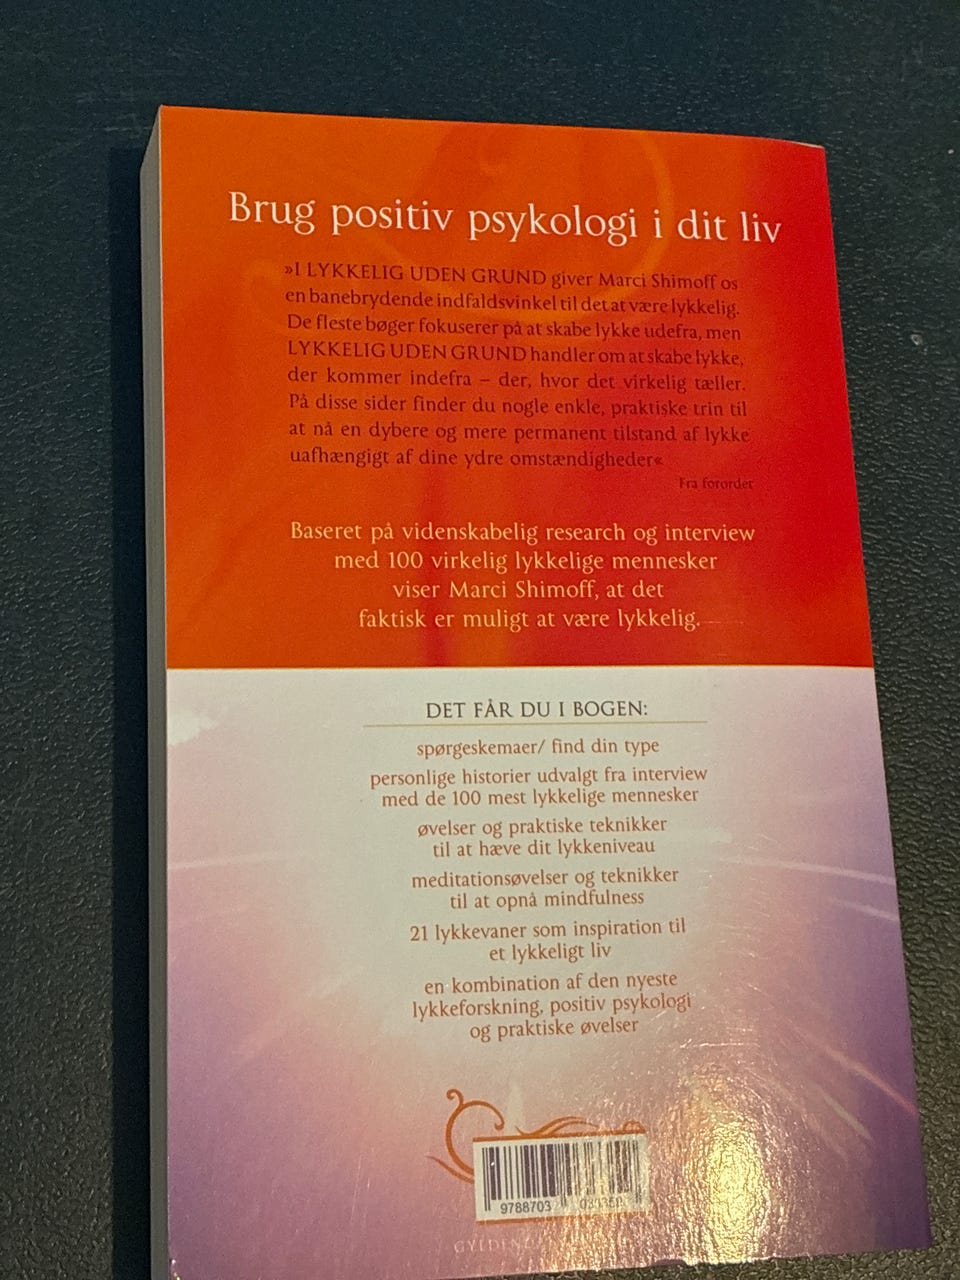 Brug positiv psykologi i dit liv
»I LYKKELIG UDEN GRUND giver Marci Shimoff os
en banebrydende indfaldsvinkel til det at være lykkelig.
De fleste bøger fokuserer på at skabe lykke udefra, men
LYKKELIG UDEN GRUND handler om at skabe lykke,
der kommer indefra – der, hvor det virkelig tæller.
På disse sider finder du nogle enkle, praktiske trin til
at nå en dybere og mere permanent tilstand af lykke
uafhængigt af dine ydre omstændigheder«
Fra forordet
Baseret på videnskabelig research og interview
med 100 virkelig lykkelige mennesker
viser Marci Shimoff, at det
faktisk er muligt at være lykkelig.
DET FÅR DU I BOGEN:
spørgeskemaer/ find din type
personlige historier udvalgt fra interview
med de 100 mest lykkelige mennesker
øvelser og praktiske teknikker
til at hæve dit lykkeniveau
meditationsøvelser og teknikker
til at opnå mindfulness
21 lykkevaner som inspiration til
et lykkeligt liv
en kombination af den nyeste
lykkeforskning, positiv psykologi
og praktiske øvelser
9788703